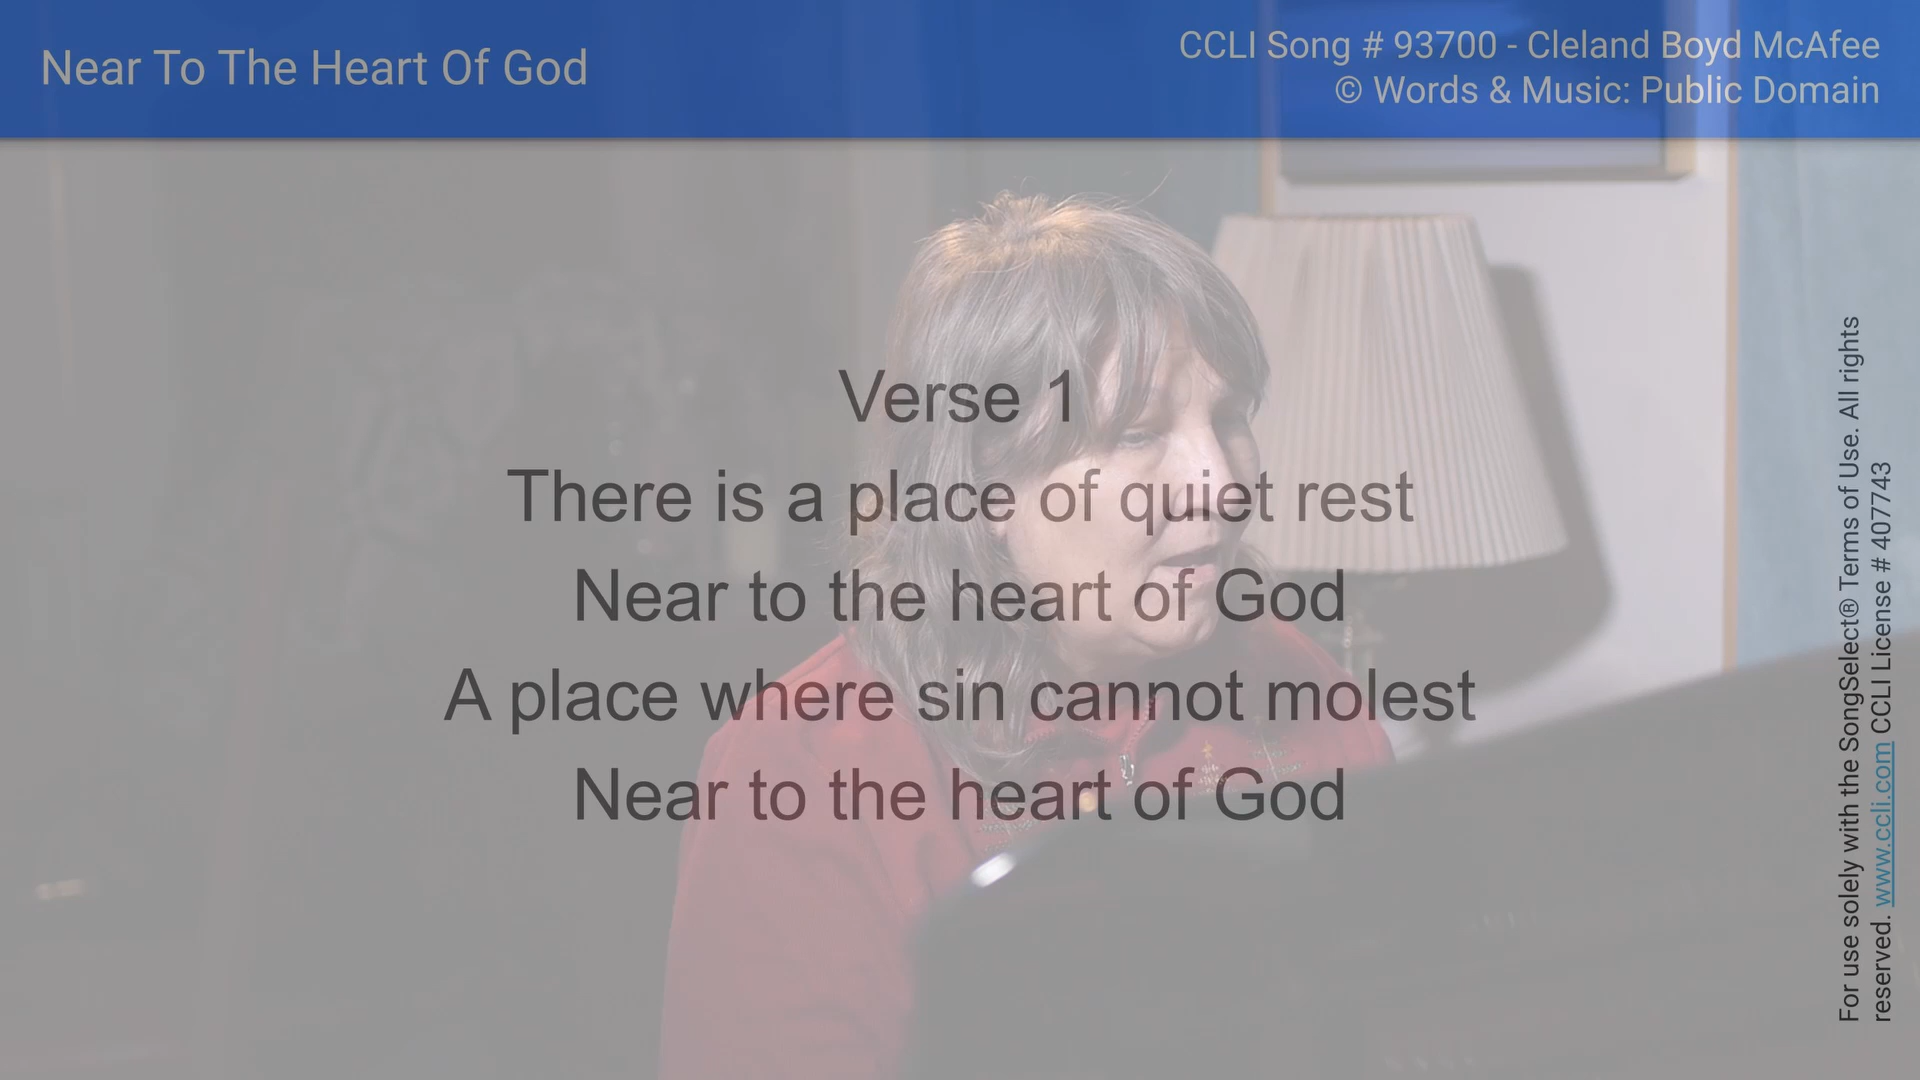 Near To The Heart Of God
CCLI Song # 93700 - Cleland Boyd McAfee
© Words & Music: Public Domain
Verse 1
There is a place of quiet rest
Near to the heart of God
A place where sin cannot molest
Near to the heart of God
For use solely with the SongSelect® Terms of Use. All rights
reserved. www.ccli.com CCLI License # 407743